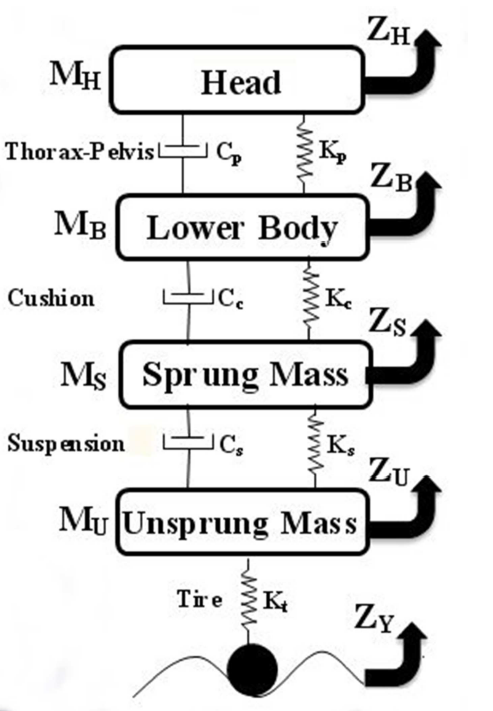 Z_H
M_H Head
Thorax-Pelvis C_p K_p
Z_B
M_B Lower Body
Cushion C_c K_c
Z_S
M_S Sprung Mass
Suspension C_s K_s
Z_U
M_U Unsprung Mass
Tire K_t
Z_Y